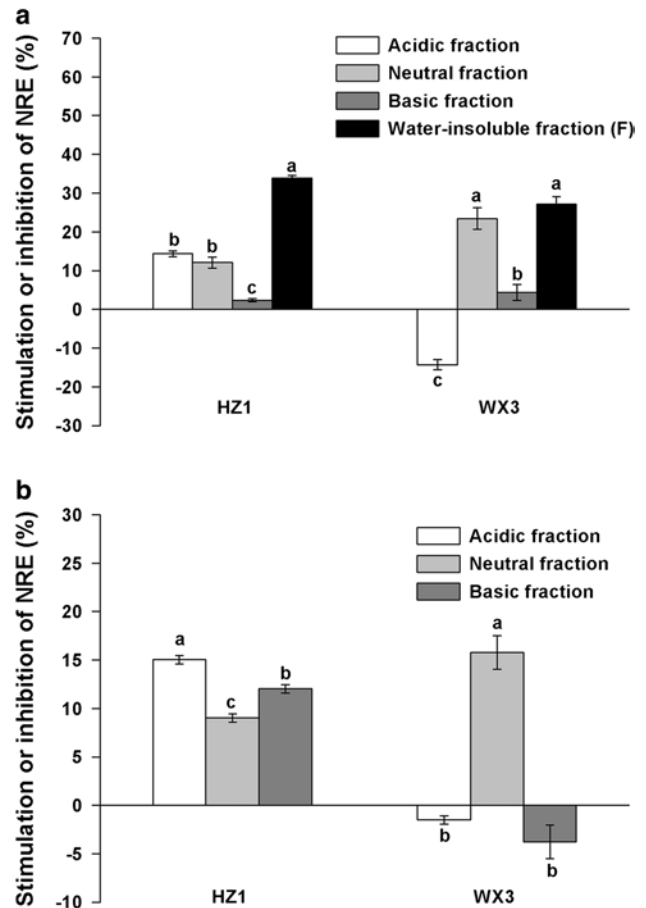 a
Stimulation or inhibition of NRE (%)
70
60
50
40
30
20
10
0
-10
-20
-30
Acidic fraction
Neutral fraction
Basic fraction
Water-insoluble fraction (F)
b
b
c
a
c
a
b
a
HZ1
WX3
b
Stimulation or inhibition of NRE (%)
30
25
20
15
10
5
0
-5
-10
Acidic fraction
Neutral fraction
Basic fraction
a
c
b
b
a
b
HZ1
WX3